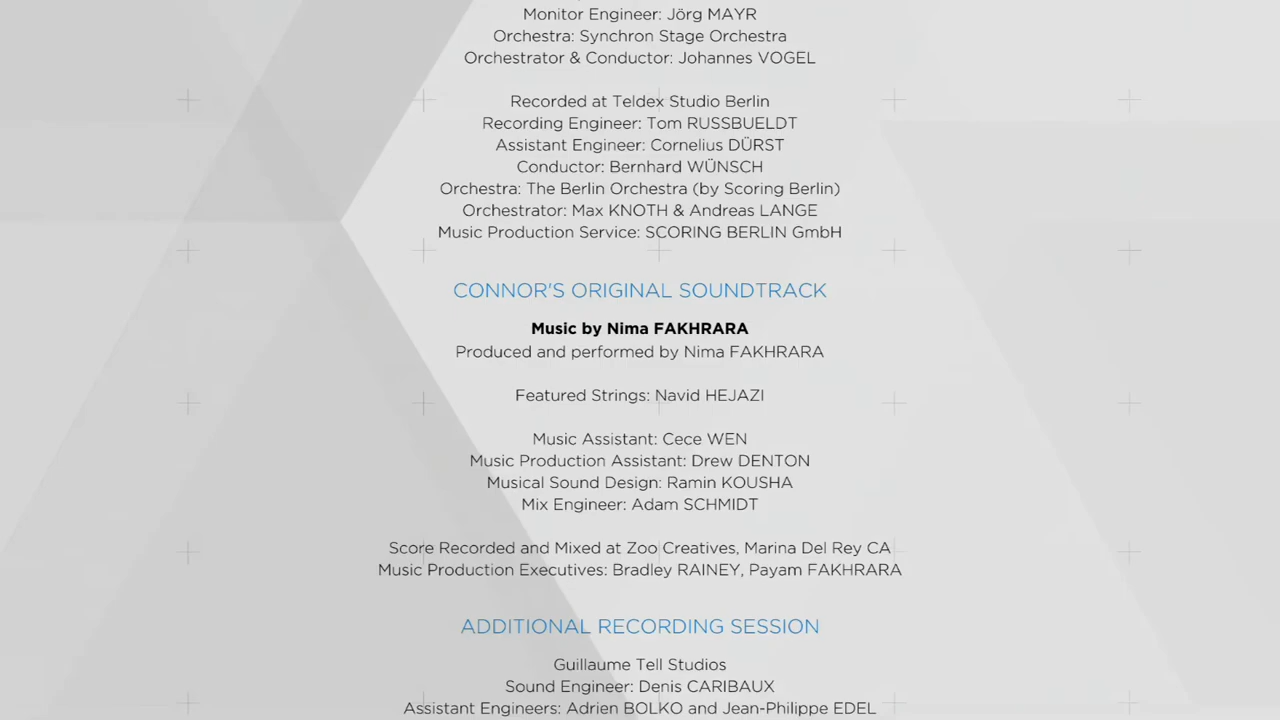 Monitor Engineer: Jörg MAYR
Orchestra: Synchron Stage Orchestra
Orchestrator & Conductor: Johannes VOGEL
Recorded at Teldex Studio Berlin
Recording Engineer: Tom RUSSBUELDT
Assistant Engineer: Cornelius DÜRST
Conductor: Bernhard WÜNSCH
Orchestra: The Berlin Orchestra (by Scoring Berlin)
Orchestrator: Max KNOTH & Andreas LANGE
Music Production Service: SCORING BERLIN GmbH
CONNOR'S ORIGINAL SOUNDTRACK
Music by Nima FAKHRARA
Produced and performed by Nima FAKHRARA
Featured Strings: Navid HEJAZI
Music Assistant: Cece WEN
Music Production Assistant: Drew DENTON
Musical Sound Design: Ramin KOUSHA
Mix Engineer: Adam SCHMIDT
Score Recorded and Mixed at Zoo Creatives, Marina Del Rey CA
Music Production Executives: Bradley RAINEY, Payam FAKHRARA
ADDITIONAL RECORDING SESSION
Guillaume Tell Studios
Sound Engineer: Denis CARIBAUX
Assistant Engineers: Adrien BOLKO and Jean-Philippe EDEL